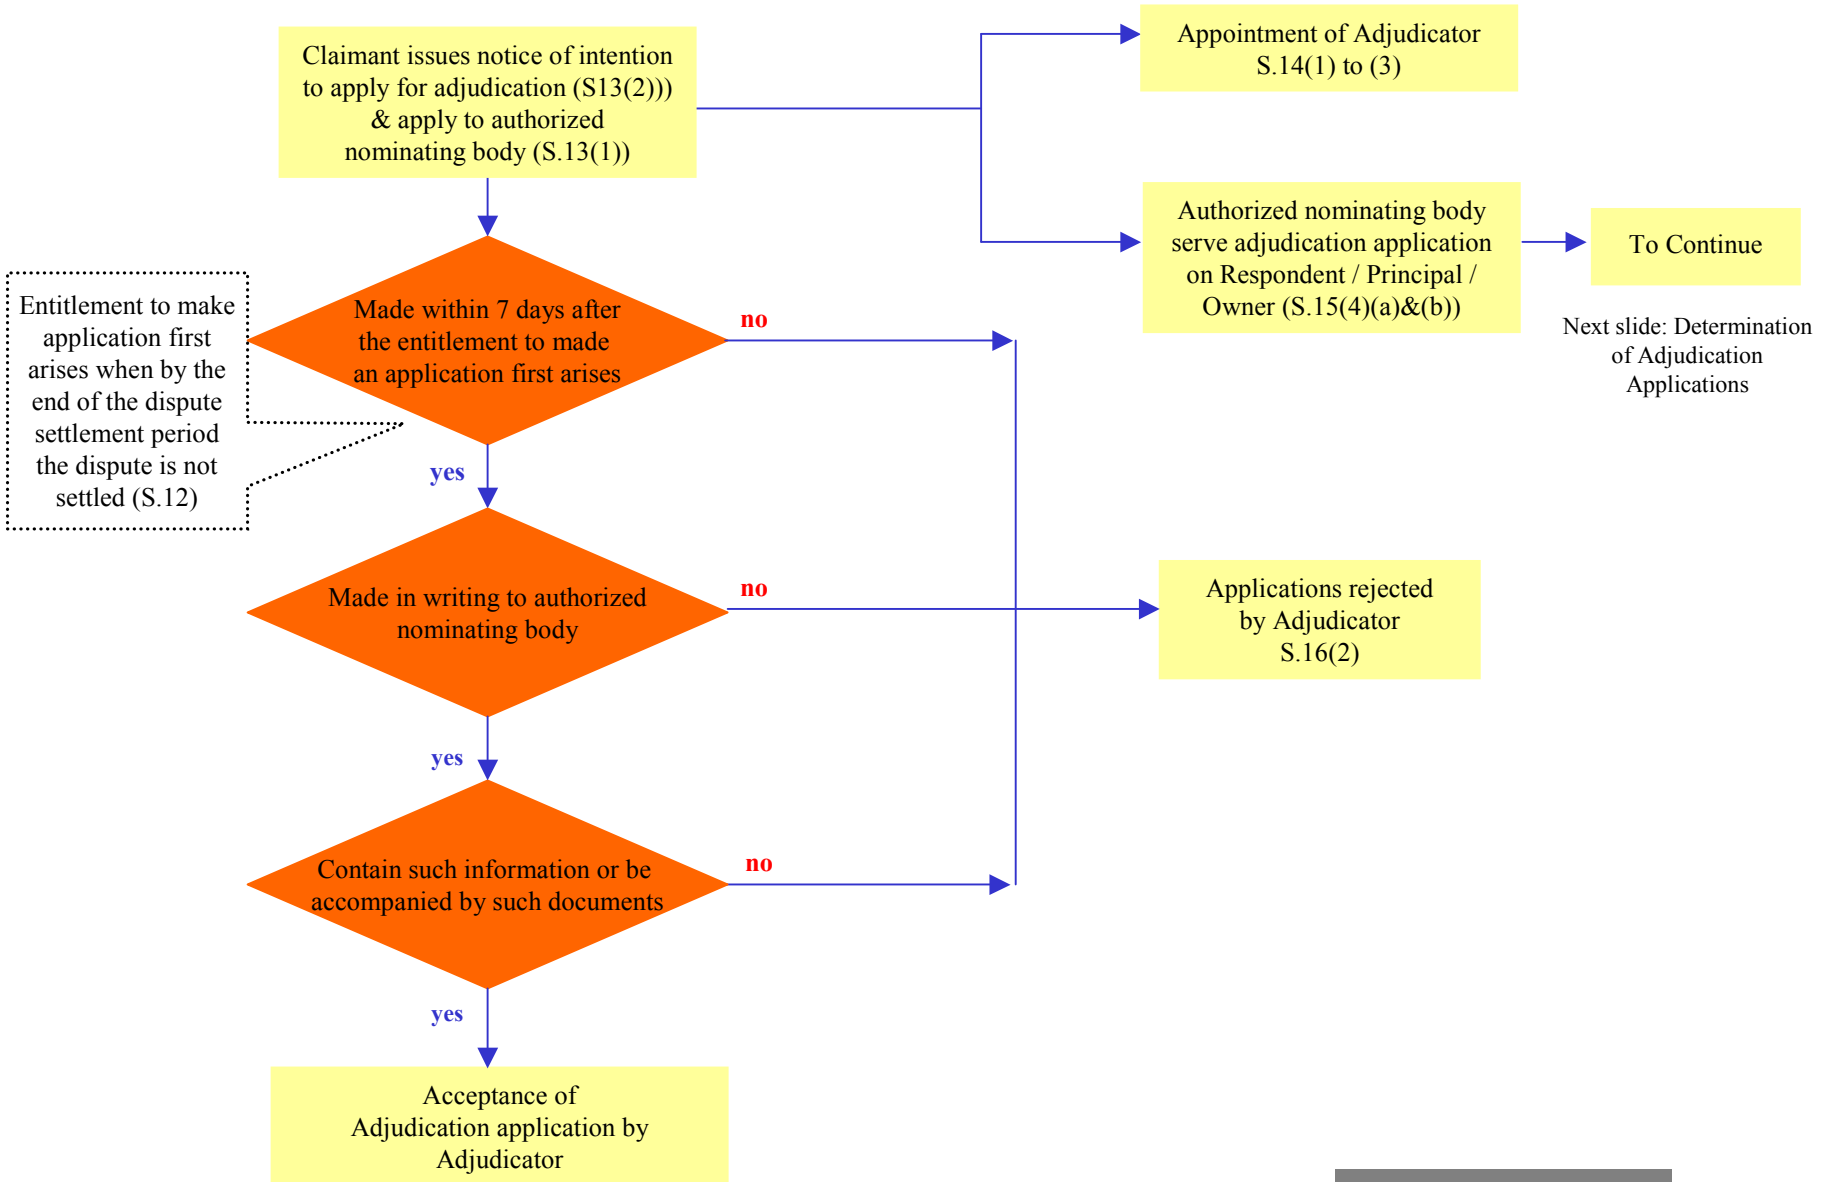 Claimant issues notice of intention
to apply for adjudication (S13(2)))
& apply to authorized
nominating body (S.13(1))
Appointment of Adjudicator
S.14(1) to (3)
Authorized nominating body
serve adjudication application
on Respondent / Principal /
Owner (S.15(4)(a)&(b))
To Continue
Next slide: Determination
of Adjudication
Applications
Entitlement to make
application first
arises when by the
end of the dispute
settlement period
the dispute is not
settled (S.12)
Made within 7 days after
the entitlement to made
an application first arises
no
yes
Made in writing to authorized
nominating body
no
Applications rejected
by Adjudicator
S.16(2)
yes
Contain such information or be
accompanied by such documents
no
yes
Acceptance of
Adjudication application by
Adjudicator